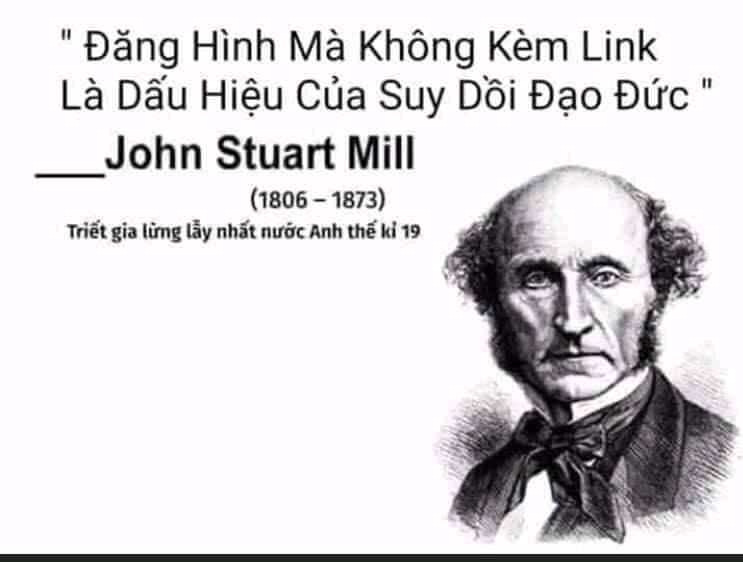 " Đăng Hình Mà Không Kèm Link
Là Dấu Hiệu Của Suy Dồi Đạo Đức "
___John Stuart Mill
(1806 – 1873)
Triết gia lừng lẫy nhất nước Anh thế kỉ 19